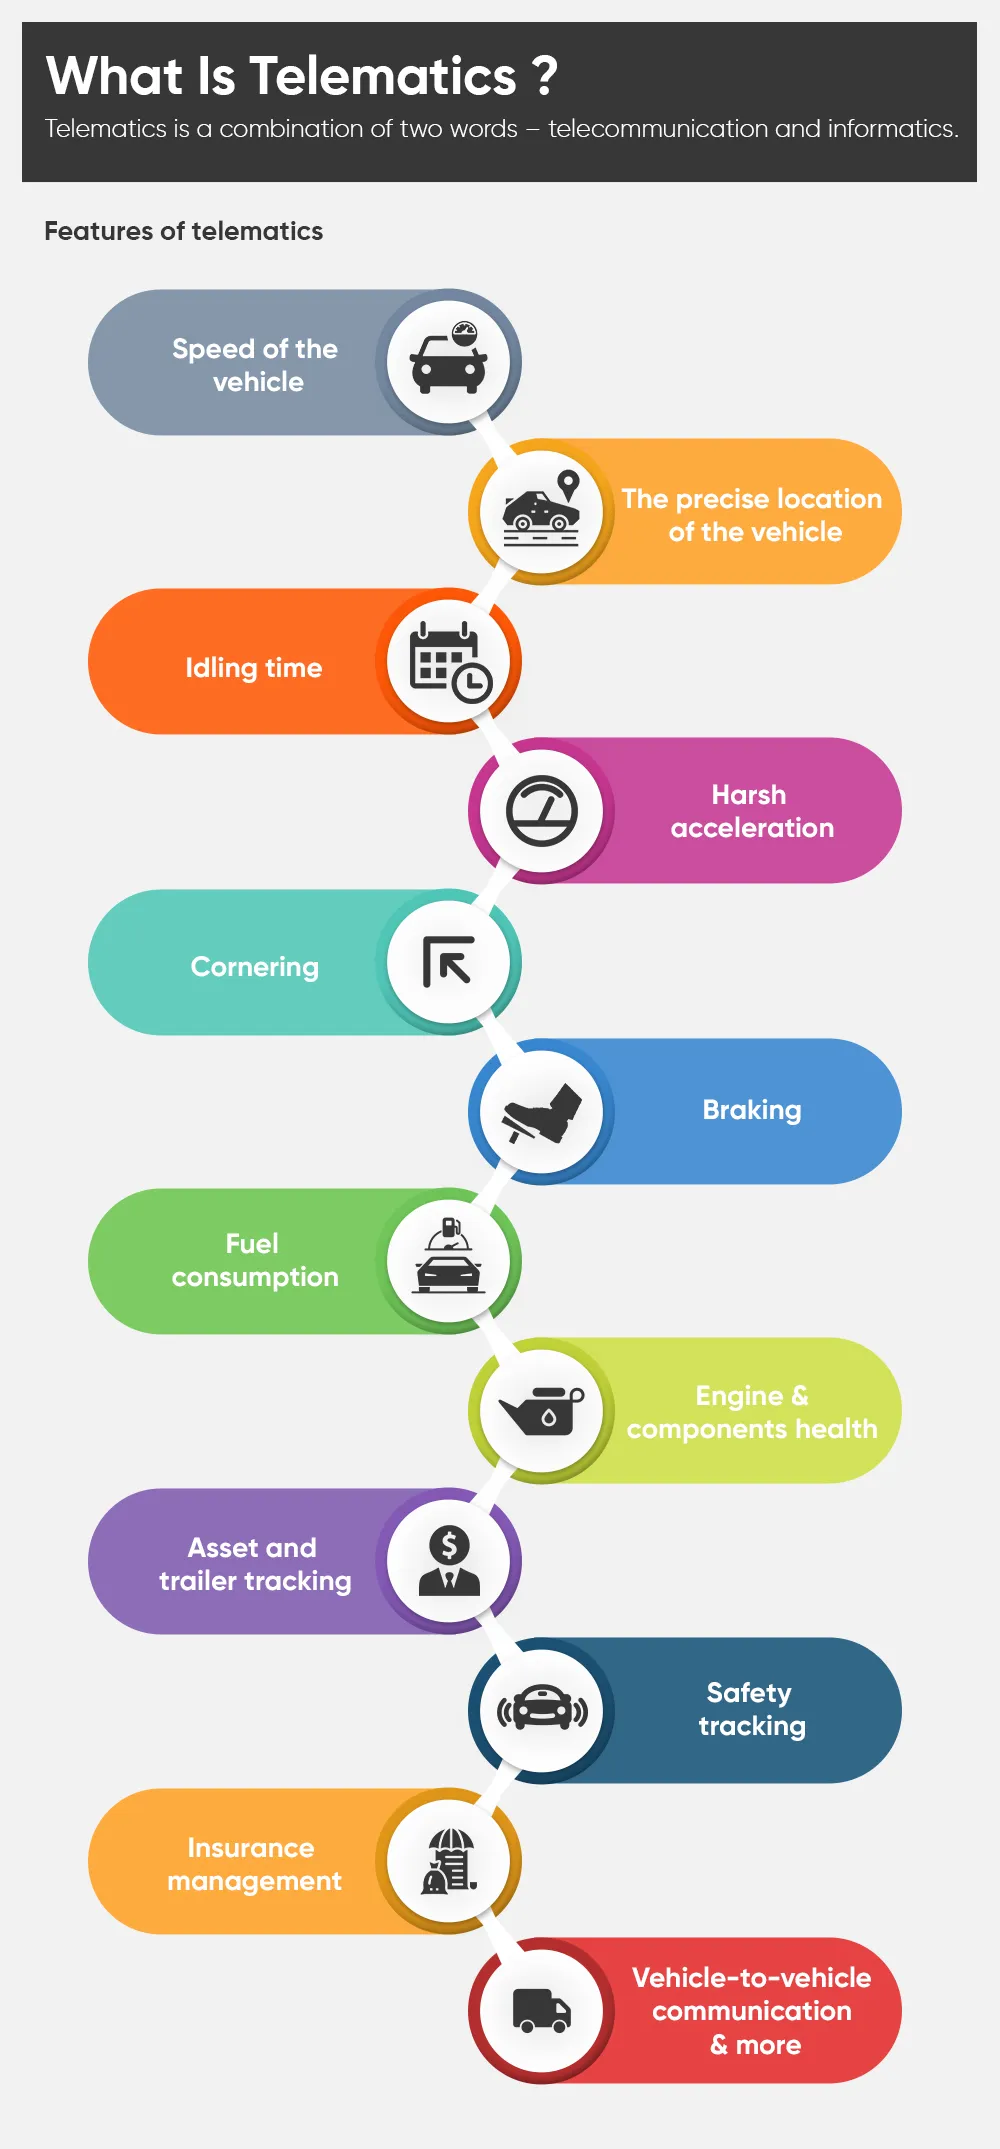 What Is Telematics ?
Telematics is a combination of two words – telecommunication and informatics.
Features of telematics
Speed of the
vehicle
The precise location
of the vehicle
Idling time
Harsh
acceleration
Cornering
Braking
Fuel
consumption
Engine &
components health
Asset and
trailer tracking
$
Safety
tracking
Insurance
management
Vehicle-to-vehicle
communication
& more